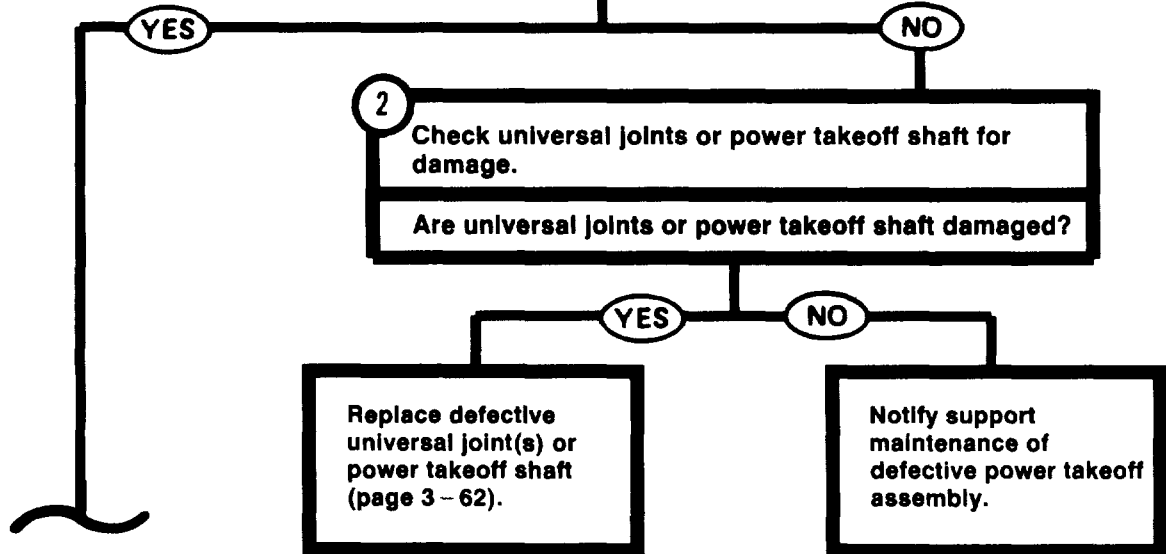 YES
NO
2
Check universal joints or power takeoff shaft for
damage.
Are universal joints or power takeoff shaft damaged?
YES
NO
Replace defective
universal joint(s) or
power takeoff shaft
(page 3–62).
Notify support
maintenance of
defective power takeoff
assembly.